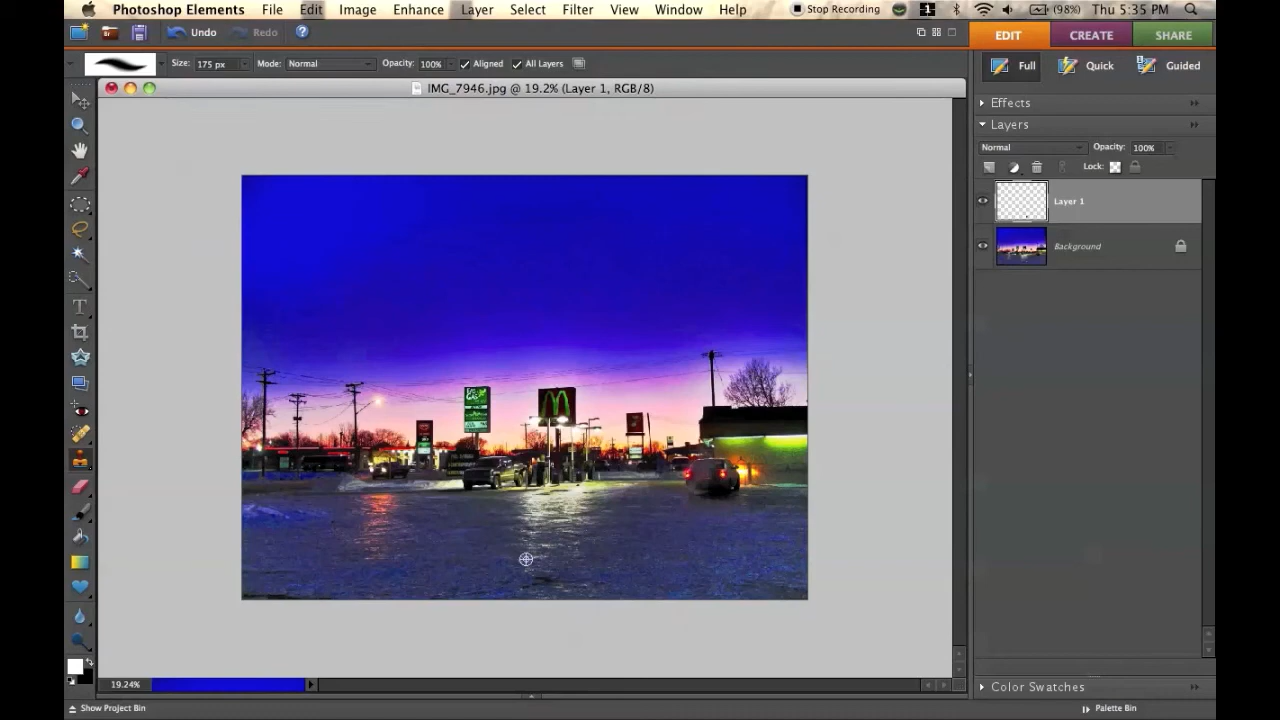 Photoshop Elements File Edit Image Enhance Layer Select Filter View Window Help Stop Recording 1 (98%) Thu 5:35 PM
Undo Redo ? EDIT CREATE SHARE
Size: 175 px Mode: Normal Opacity: 100% Aligned All Layers Full Quick Guided
IMG_7946.jpg @ 19.2% (Layer 1, RGB/8)
Effects
Layers
Normal Opacity: 100%
Lock:
Layer 1
Background
T
19.24%
Color Swatches
Show Project Bin Palette Bin